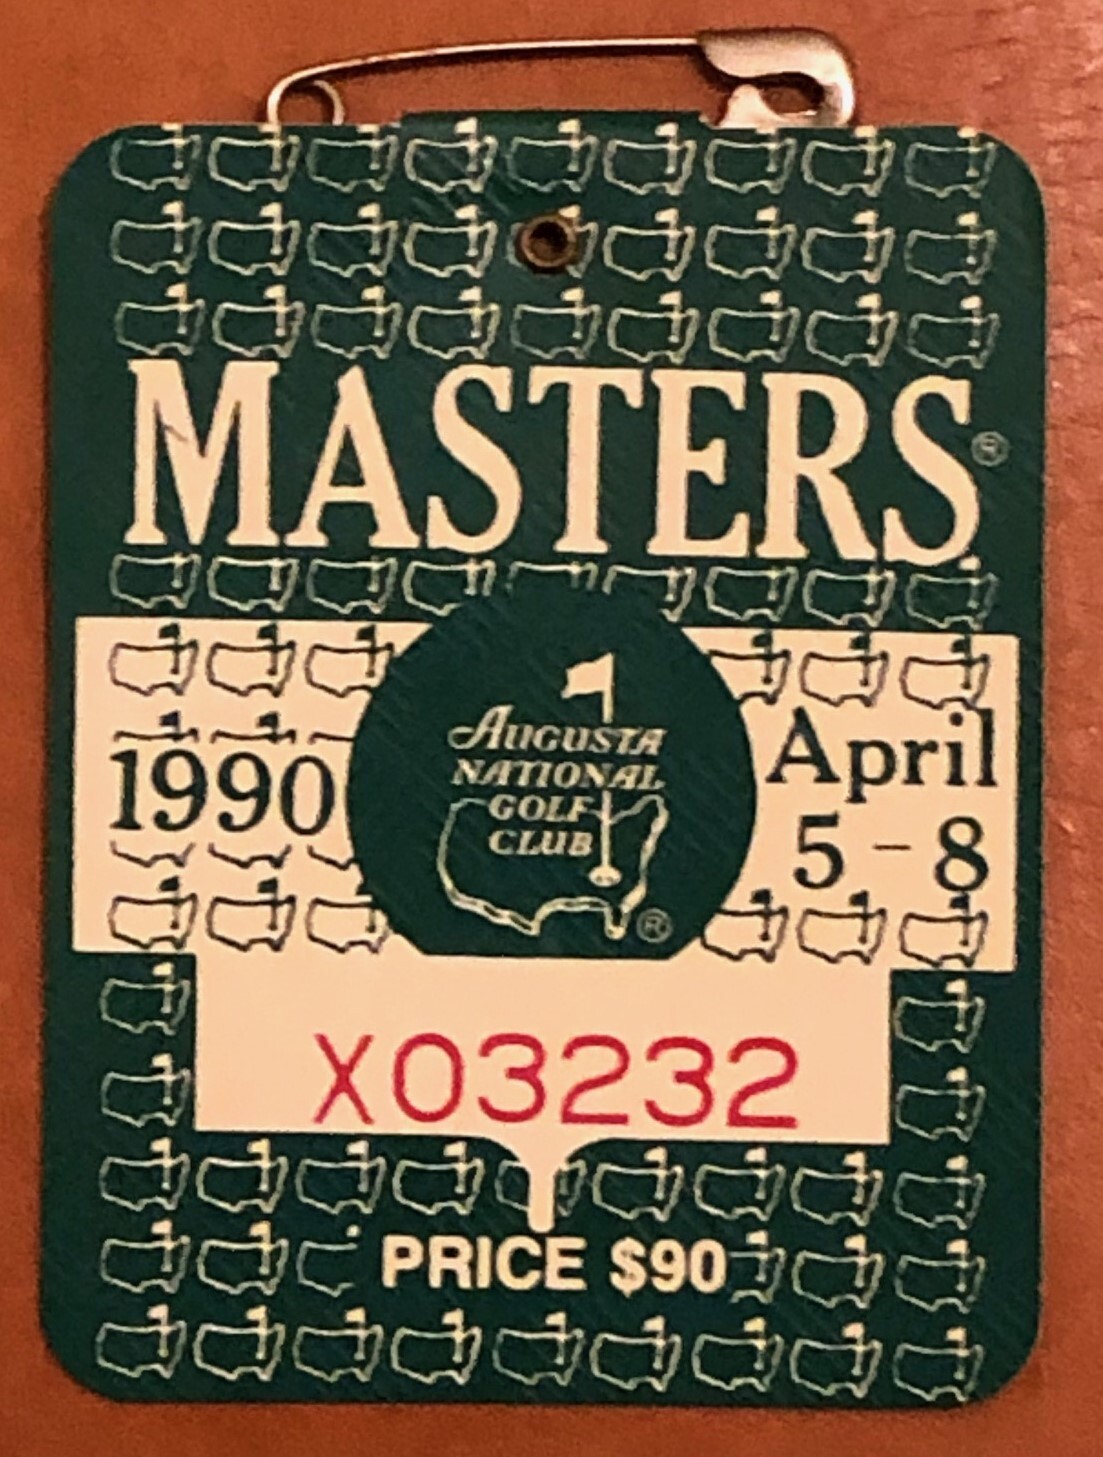 MASTERS®
1990
AUGUSTA
NATIONAL
GOLF
CLUB
®
April
5 - 8
X03232
PRICE $90